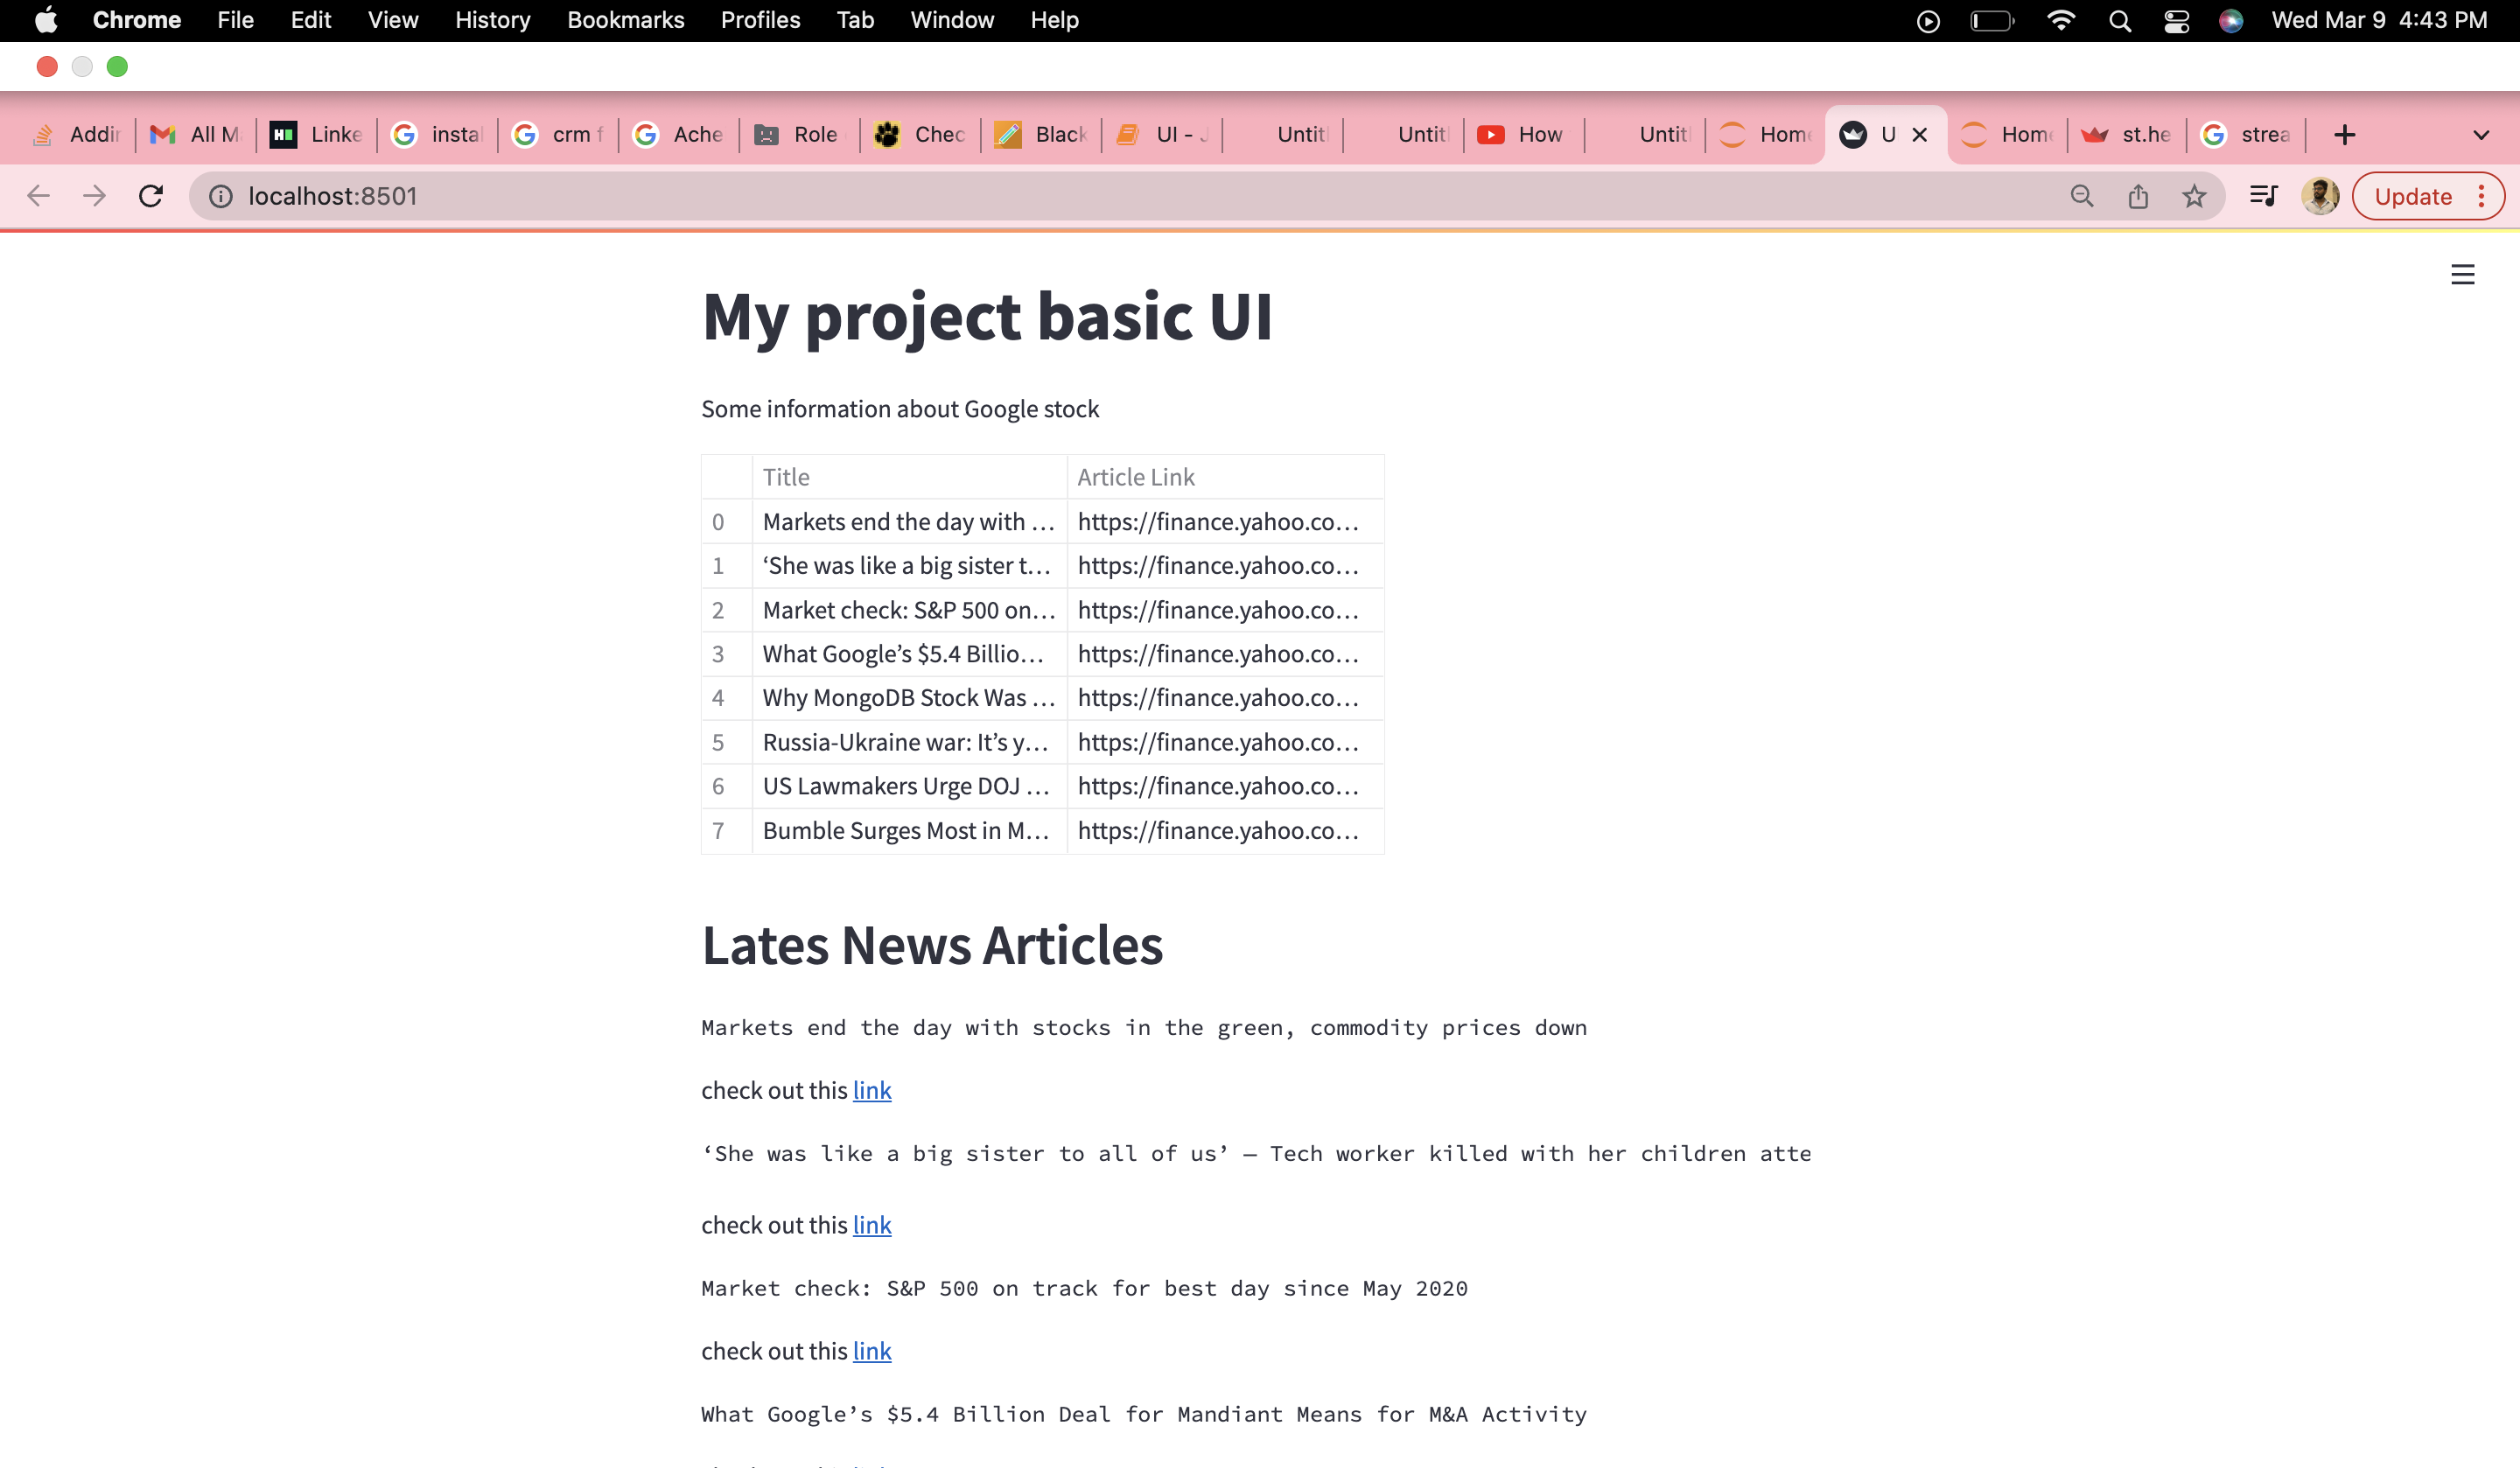 Chrome File Edit View History Bookmarks Profiles Tab Window Help Wed Mar 9 4:43 PM
Addin All M Linke instal crm f Ache Role Chec Black UI - J Untitl Untitl How Untitl Home U Home st.he strea
localhost:8501 Update
My project basic UI
Some information about Google stock
Title Article Link
0 Markets end the day with … https://finance.yahoo.co…
1 ‘She was like a big sister t… https://finance.yahoo.co…
2 Market check: S&P 500 on… https://finance.yahoo.co…
3 What Google’s $5.4 Billio… https://finance.yahoo.co…
4 Why MongoDB Stock Was … https://finance.yahoo.co…
5 Russia-Ukraine war: It’s y… https://finance.yahoo.co…
6 US Lawmakers Urge DOJ … https://finance.yahoo.co…
7 Bumble Surges Most in M… https://finance.yahoo.co…
Lates News Articles
Markets end the day with stocks in the green, commodity prices down
check out this link
‘She was like a big sister to all of us’ — Tech worker killed with her children atte
check out this link
Market check: S&P 500 on track for best day since May 2020
check out this link
What Google’s $5.4 Billion Deal for Mandiant Means for M&A Activity